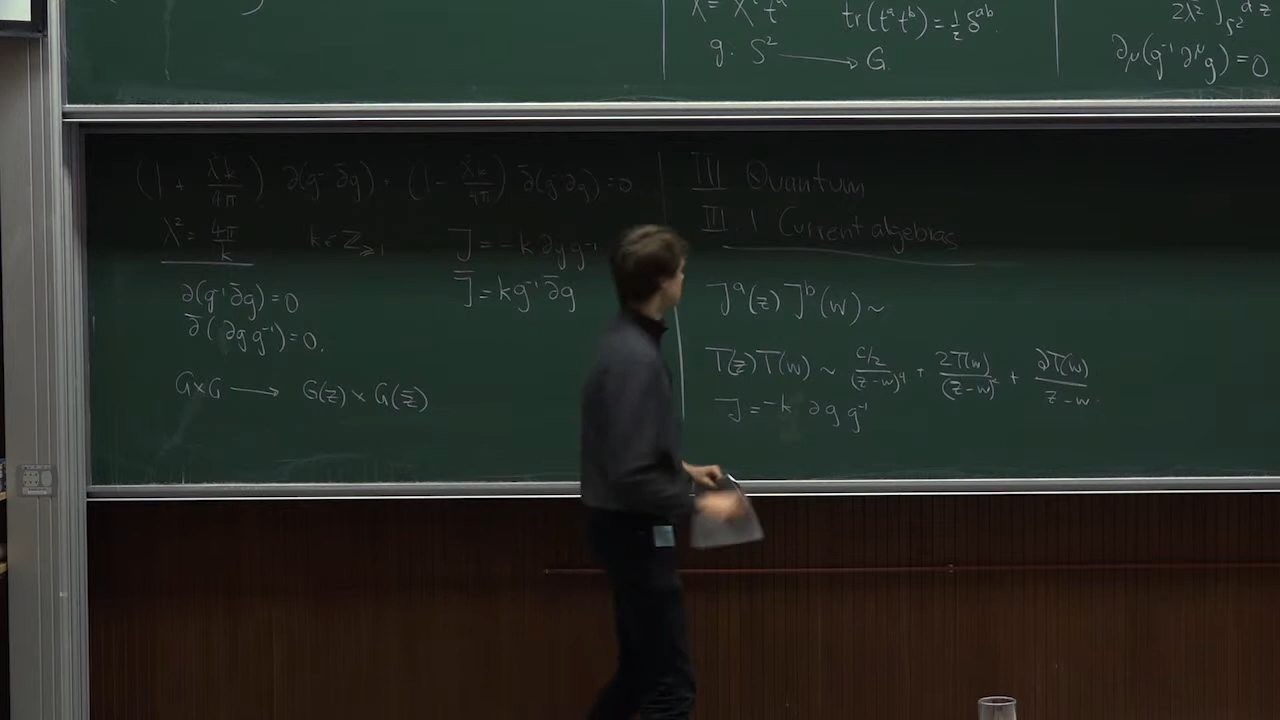 X = X^a t^a
tr(t^a t^b) = 1/2 δ^{ab}.
g: S² ⟶ G.
∂_μ(g⁻¹ ∂^μ g) = 0
(1 + λ²k/4π) ∂(g⁻¹ ∂̄g) + (1 - λ²k/4π) ∂̄(g⁻¹ ∂g) = 0
λ² = 4π/k
k ∈ ℤ≥1
∂(g⁻¹ ∂̄g) = 0
∂̄(∂g g⁻¹) = 0.
J = -k ∂g g⁻¹
J̄ = k g⁻¹ ∂̄g
G×G ⟶ G(z) × G(z̄)
III Quantum
III.1 Current algebras
J^a(z) J^b(w) ~
T(z) T(w) ~ c/2/(z-w)⁴ + 2T(w)/(z-w)² + ∂T(w)/z-w.
J = -k ∂g g⁻¹